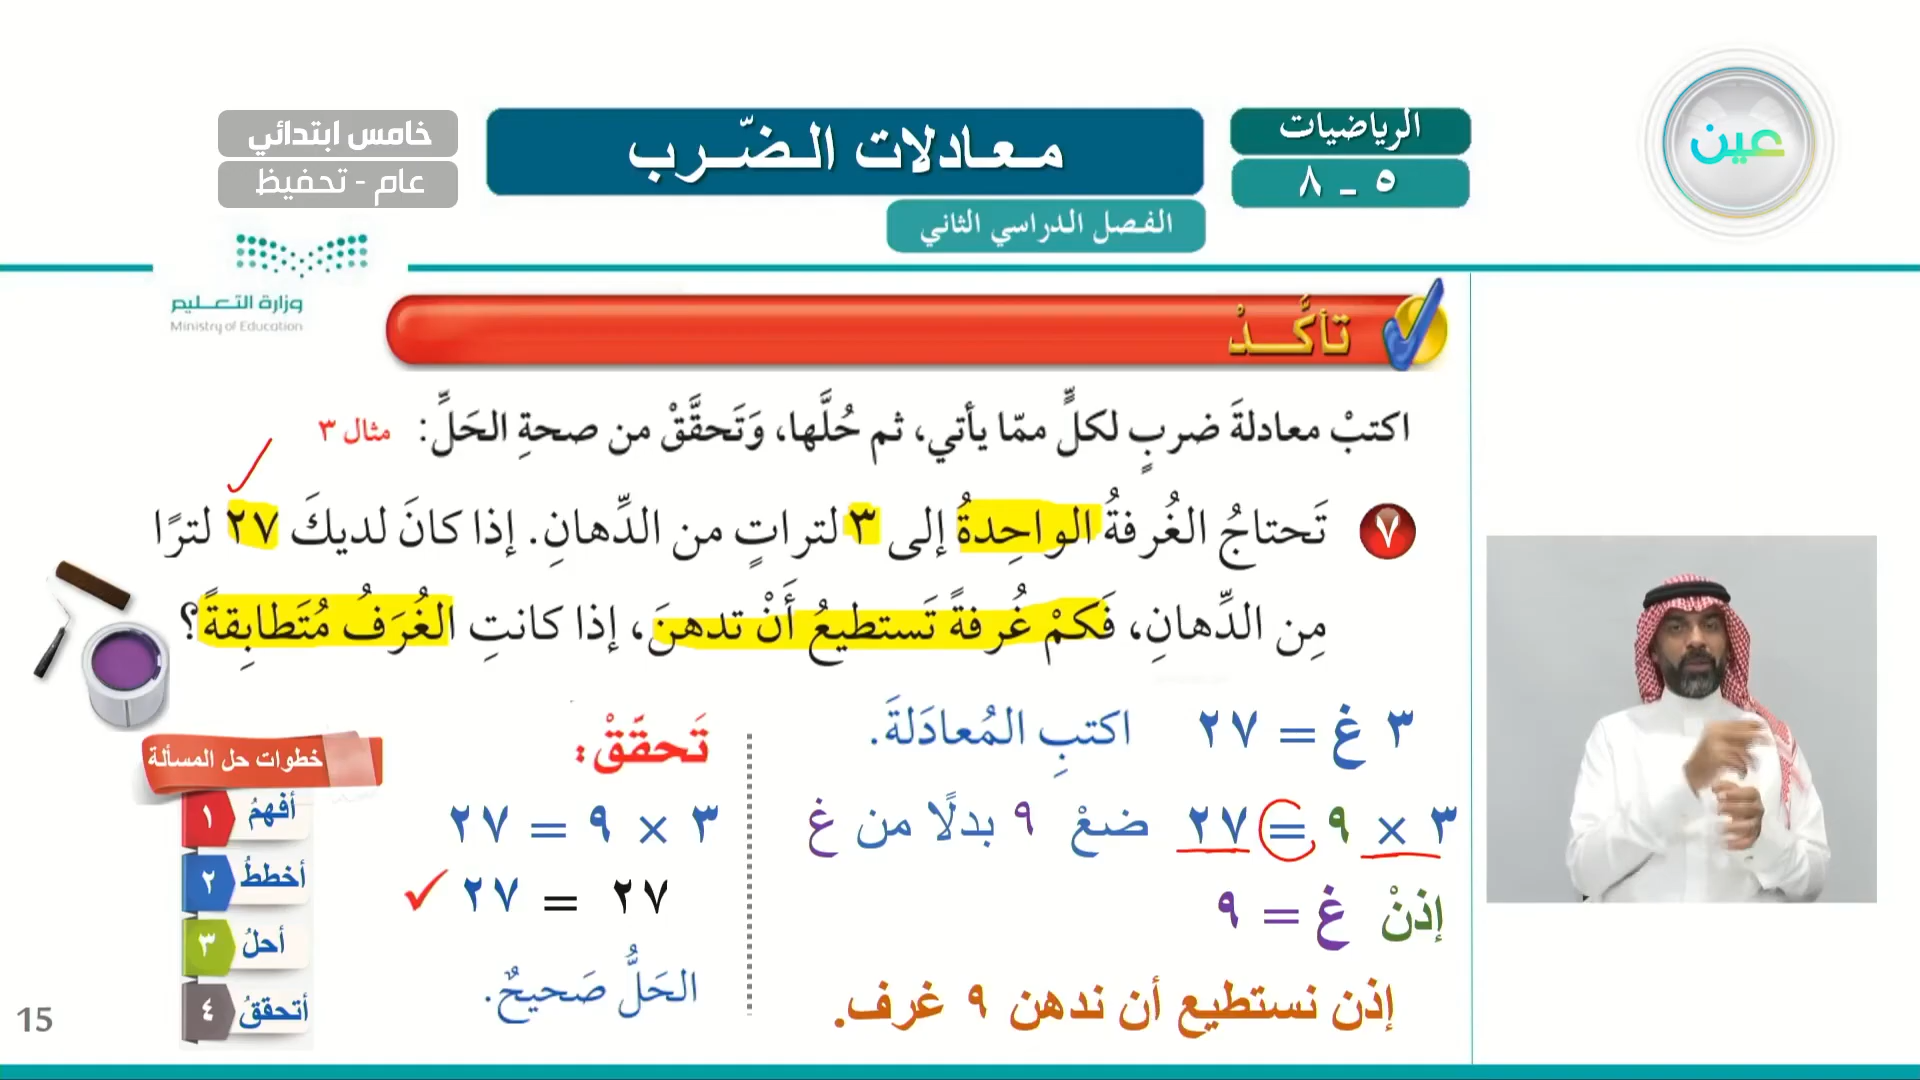 عين
الرياضيات
٥ - ٨
معادلات الضّرب
الفصل الدراسي الثاني
خامس ابتدائي
عام - تحفيظ
وزارة التعليم
Ministry of Education
تأكَّدْ
اكتبْ معادلةَ ضربٍ لكلٍّ ممّا يأتي، ثم حُلَّها، وَتَحقَّقْ من صحةِ الحَلِّ: مثال ٣
٧ تَحتاجُ الغُرفةُ الواحِدةُ إلى ٣ لتراتٍ من الدِّهانِ. إذا كانَ لديكَ ٢٧ لترًا
مِن الدِّهانِ، فَكمْ غُرفةً تَستطيعُ أَنْ تدهنَ، إذا كانتِ الغُرَفُ مُتَطابِقةً؟
٣ غ = ٢٧ اكتبِ المُعادَلةَ.
٣ × ٩ = ٢٧ ضعْ ٩ بدلًا من غ
إذنْ غ = ٩
إذن نستطيع أن ندهن ٩ غرف.
تَحقّقْ:
٣ × ٩ = ٢٧
٢٧ = ٢٧
الحَلُّ صَحيحٌ.
خطوات حل المسألة
١ أفهمُ
٢ أخططُ
٣ أحلُ
٤ أتحققُ
15